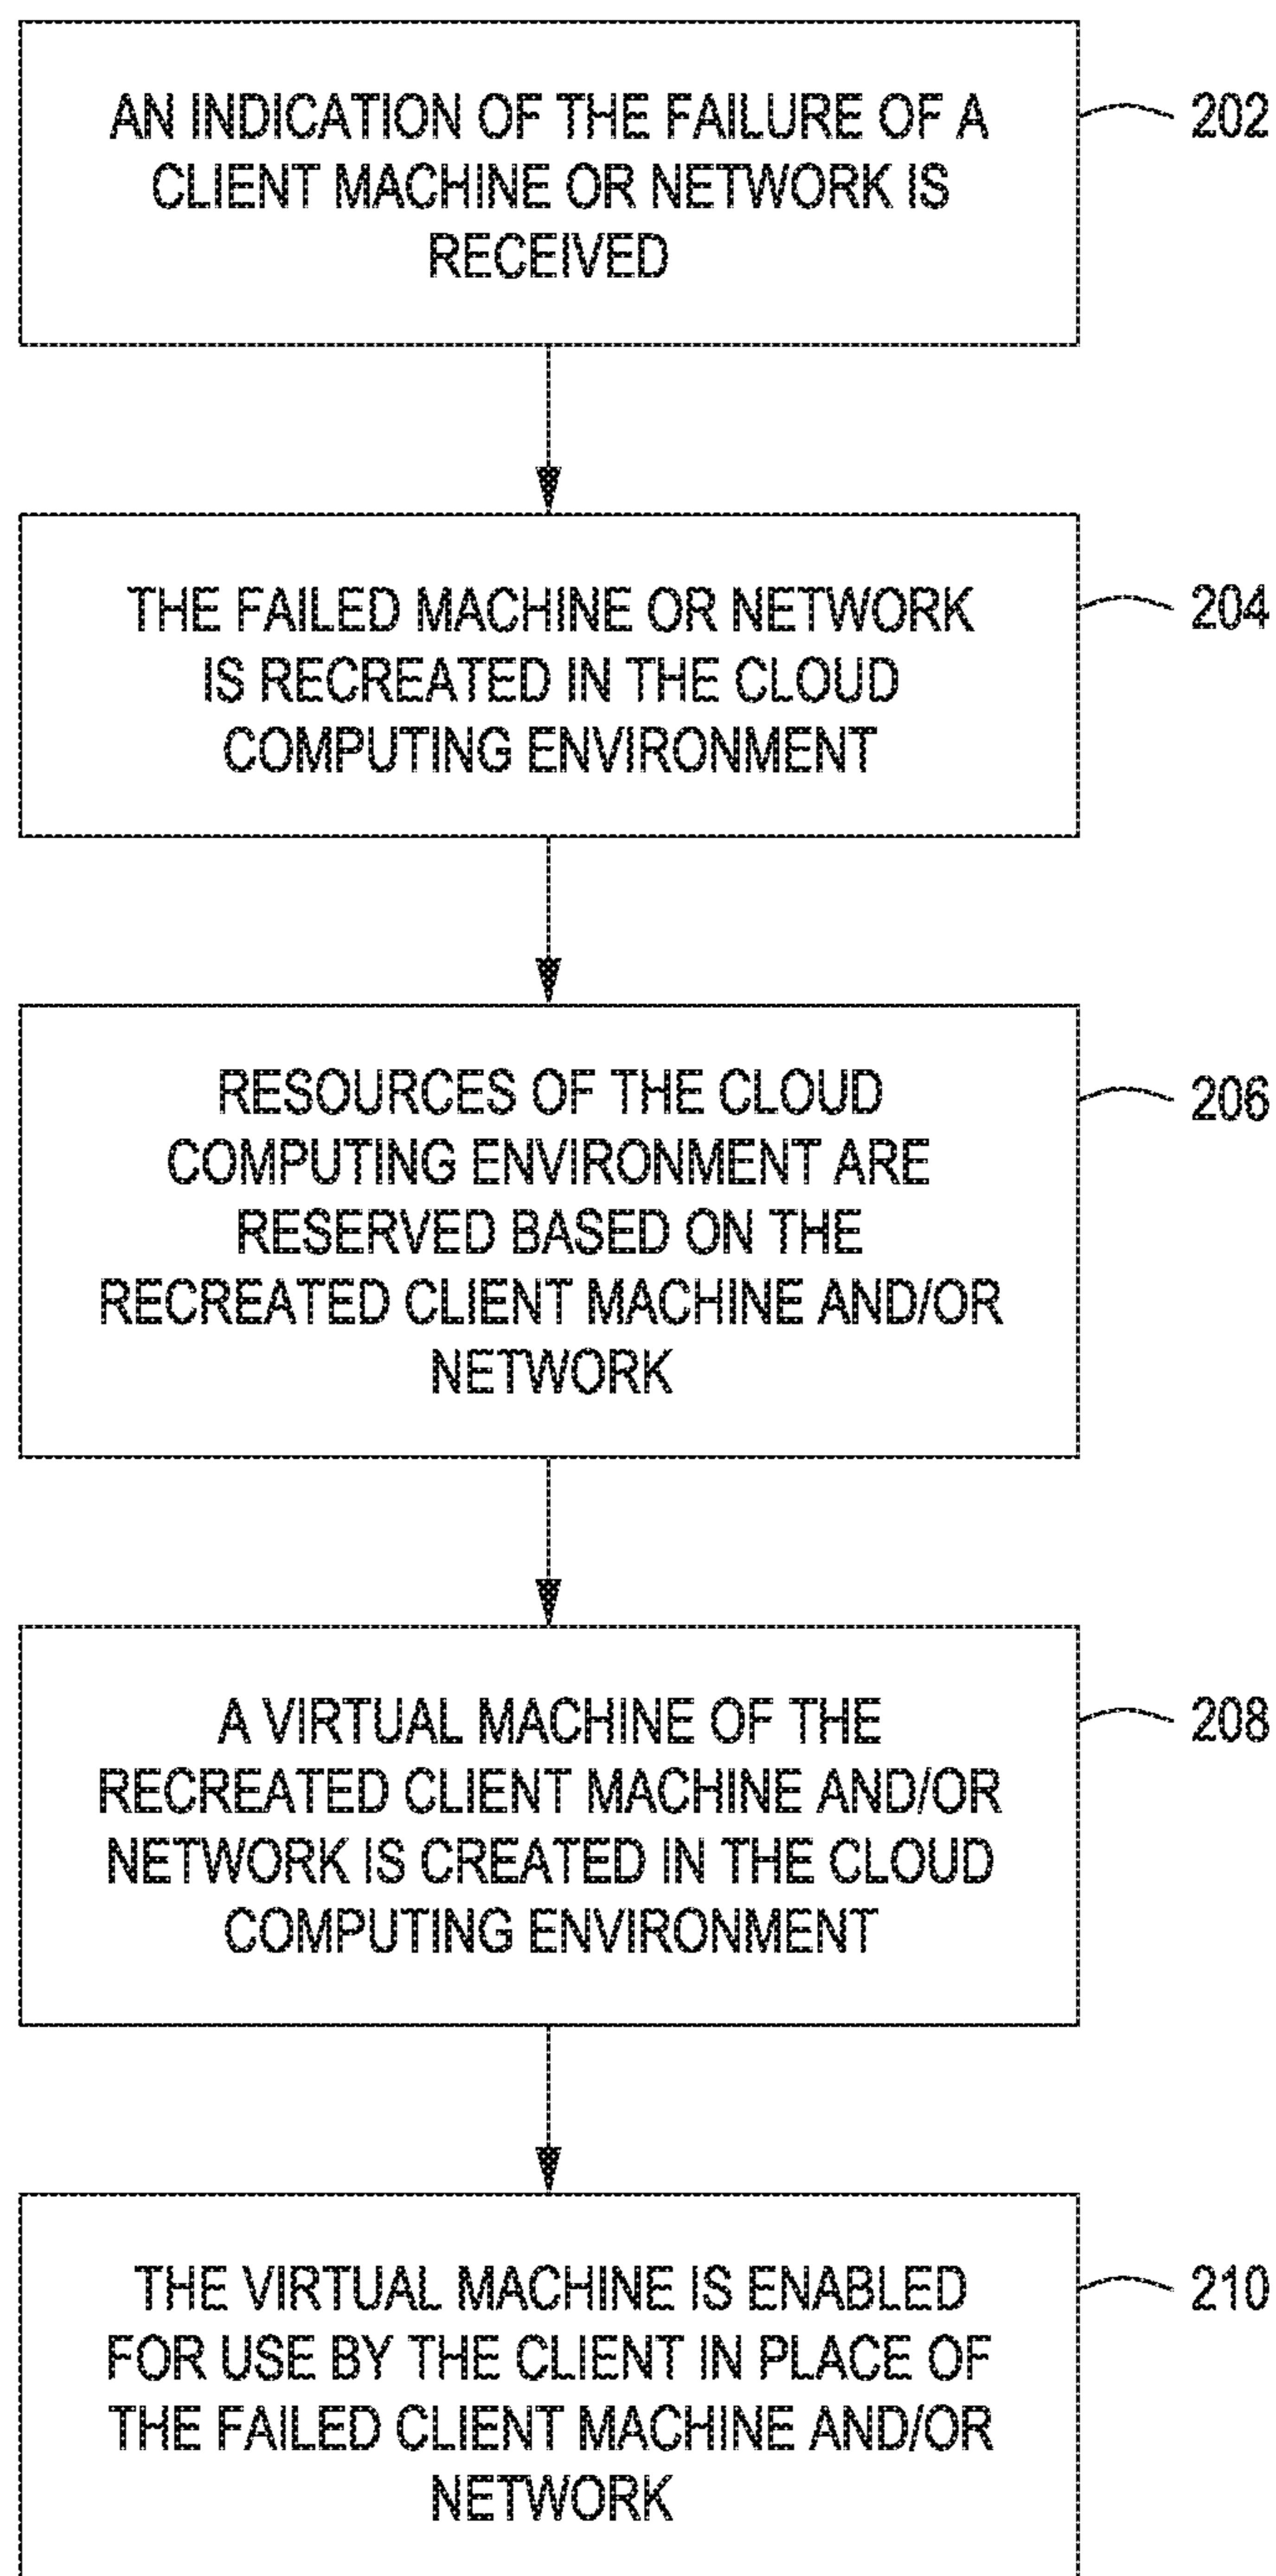 AN INDICATION OF THE FAILURE OF A
CLIENT MACHINE OR NETWORK IS
RECEIVED
202
THE FAILED MACHINE OR NETWORK
IS RECREATED IN THE CLOUD
COMPUTING ENVIRONMENT
204
RESOURCES OF THE CLOUD
COMPUTING ENVIRONMENT ARE
RESERVED BASED ON THE
RECREATED CLIENT MACHINE AND/OR
NETWORK
206
A VIRTUAL MACHINE OF THE
RECREATED CLIENT MACHINE AND/OR
NETWORK IS CREATED IN THE CLOUD
COMPUTING ENVIRONMENT
208
THE VIRTUAL MACHINE IS ENABLED
FOR USE BY THE CLIENT IN PLACE OF
THE FAILED CLIENT MACHINE AND/OR
NETWORK
210